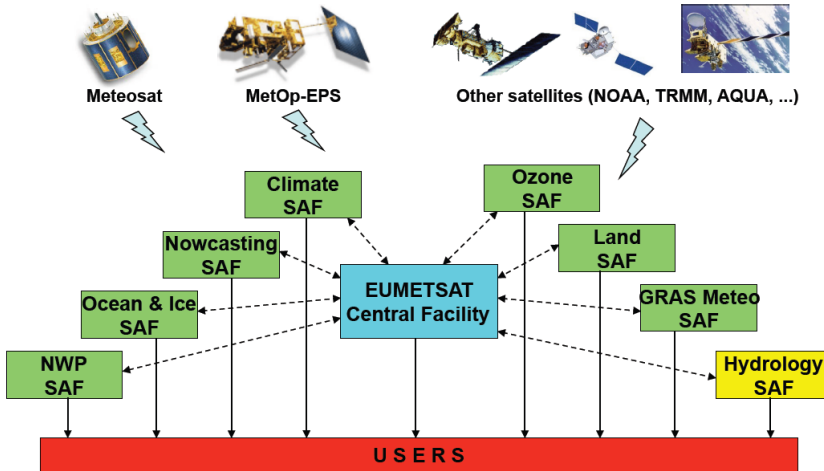 Meteosat
MetOp-EPS
Other satellites (NOAA, TRMM, AQUA, ...)
Climate
SAF
Ozone
SAF
Nowcasting
SAF
Land
SAF
EUMETSAT
Central Facility
Ocean & Ice
SAF
GRAS Meteo
SAF
NWP
SAF
Hydrology
SAF
U S E R S